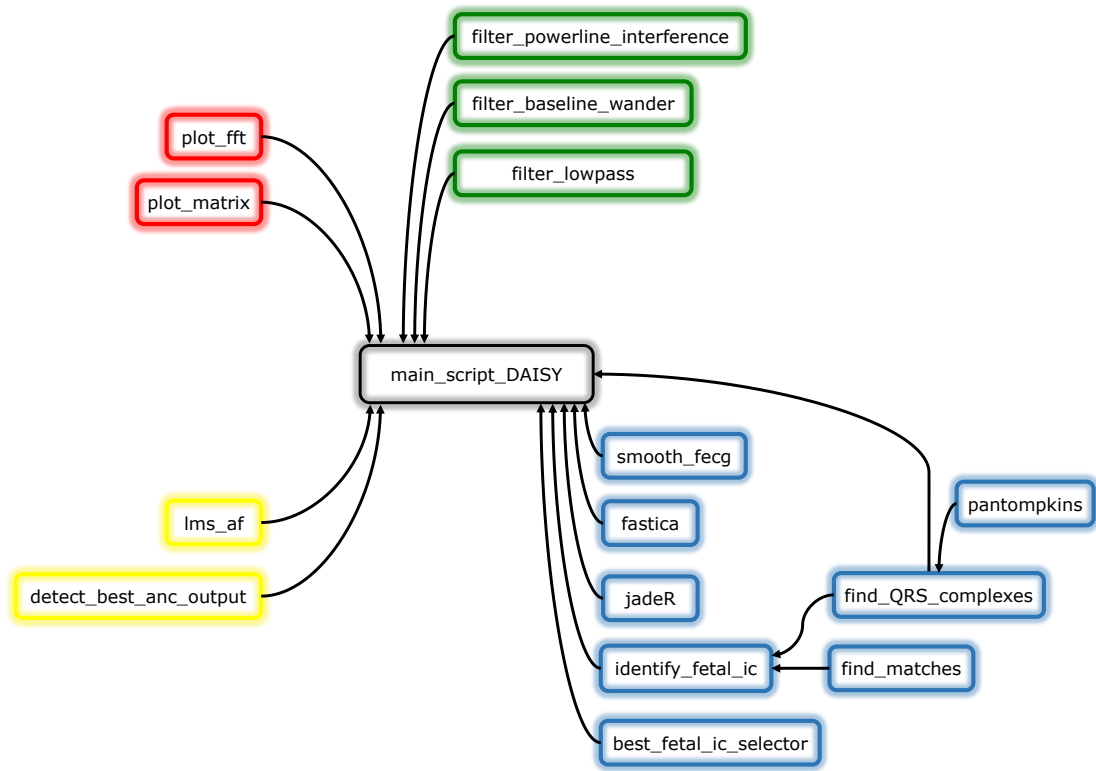 filter_powerline_interference
filter_baseline_wander
plot_fft
filter_lowpass
plot_matrix
main_script_DAISY
smooth_fecg
pantompkins
lms_af
fastica
detect_best_anc_output
jadeR
find_QRS_complexes
identify_fetal_ic
find_matches
best_fetal_ic_selector